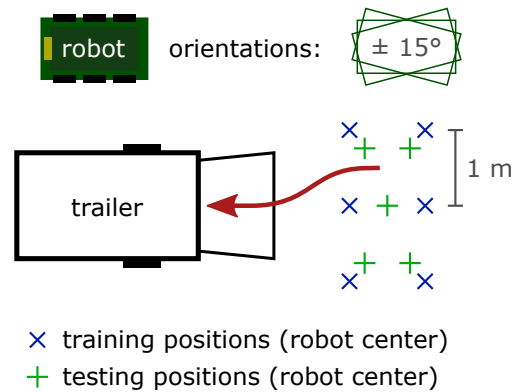 robot
orientations:
± 15°
1 m
trailer
training positions (robot center)
testing positions (robot center)